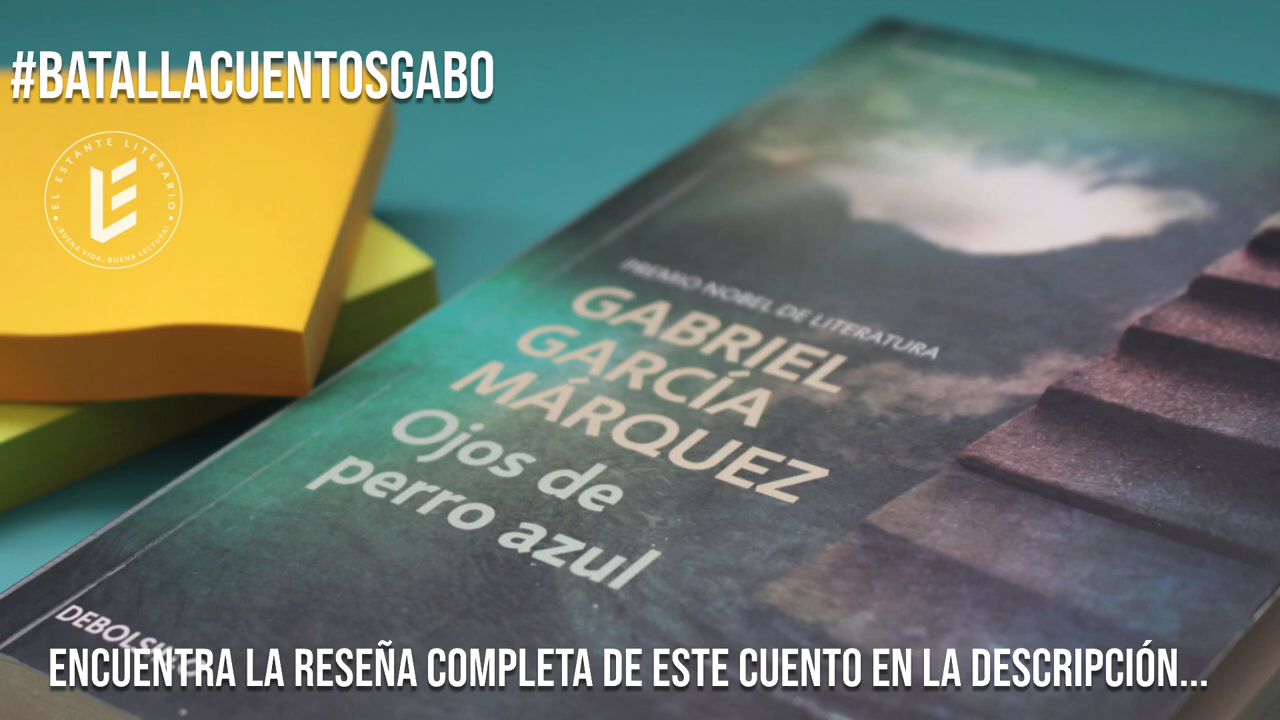 #BATALLACUENTOSGABO
EL ESTANTE LITERARIO
LE
¡BUENA VIDA, BUENA LECTURA!
PREMIO NOBEL DE LITERATURA
GABRIEL
GARCÍA
MÁRQUEZ
Ojos de
perro azul
DEBOLSILLO
ENCUENTRA LA RESEÑA COMPLETA DE ESTE CUENTO EN LA DESCRIPCIÓN...